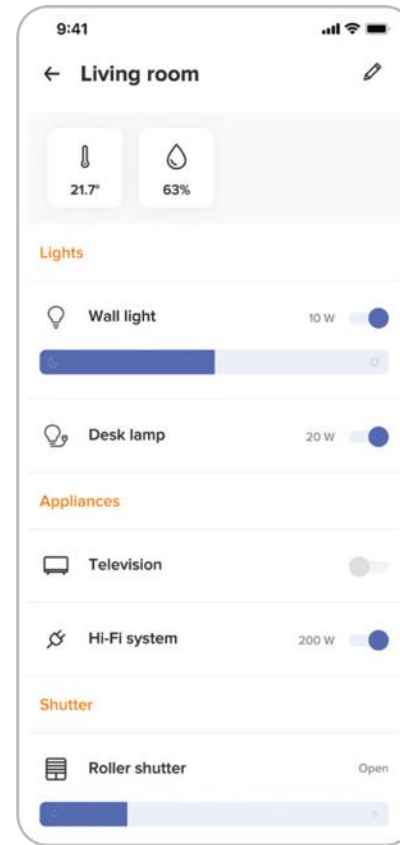 9:41
Living room
21.7°
63%
Lights
Wall light 10 W
Desk lamp 20 W
Appliances
Television
Hi-Fi system 200 W
Shutter
Roller shutter Open